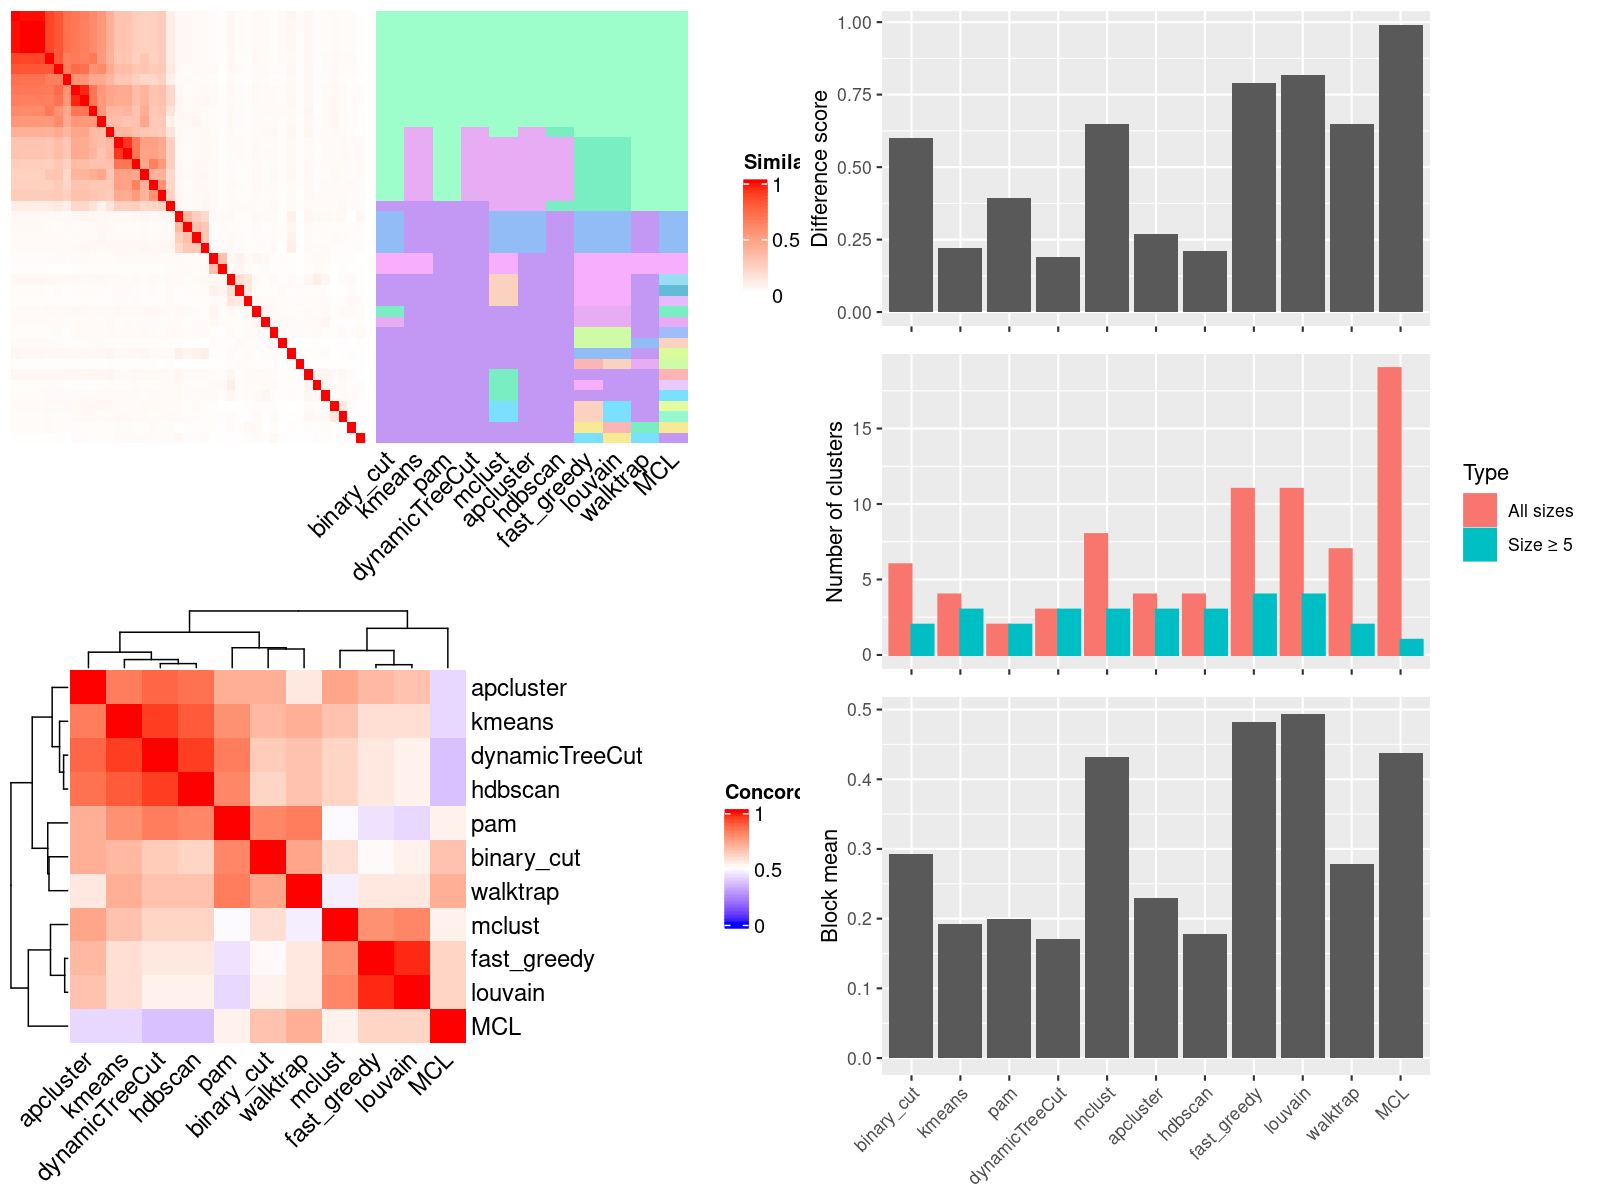 Simila
1
0.5
0
binary_cut
kmeans
pam
dynamicTreeCut
mclust
apcluster
hdbscan
fast_greedy
louvain
walktrap
MCL
apcluster
kmeans
dynamicTreeCut
hdbscan
pam
binary_cut
walktrap
mclust
fast_greedy
louvain
MCL
apcluster
kmeans
dynamicTreeCut
hdbscan
pam
binary_cut
walktrap
mclust
fast_greedy
louvain
MCL
Concord
1
0.5
0
Difference score
1.00
0.75
0.50
0.25
0.00
Number of clusters
15
10
5
0
Type
All sizes
Size ≥ 5
Block mean
0.5
0.4
0.3
0.2
0.1
0.0
binary_cut
kmeans
pam
dynamicTreeCut
mclust
apcluster
hdbscan
fast_greedy
louvain
walktrap
MCL